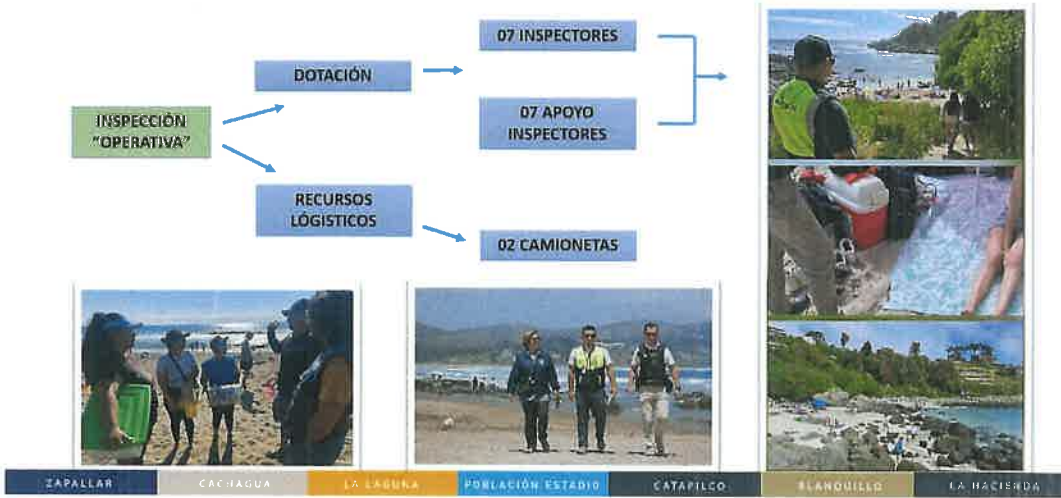 07 INSPECTORES
DOTACIÓN
INSPECCIÓN
"OPERATIVA"
07 APOYO
INSPECTORES
RECURSOS
LÓGISTICOS
02 CAMIONETAS
ZAPALLAR
CACHAGUA
LA LAGUNA
POBLACIÓN ESTADIO
CATAPILCO
BLANQUILLO
LA HACIENDA